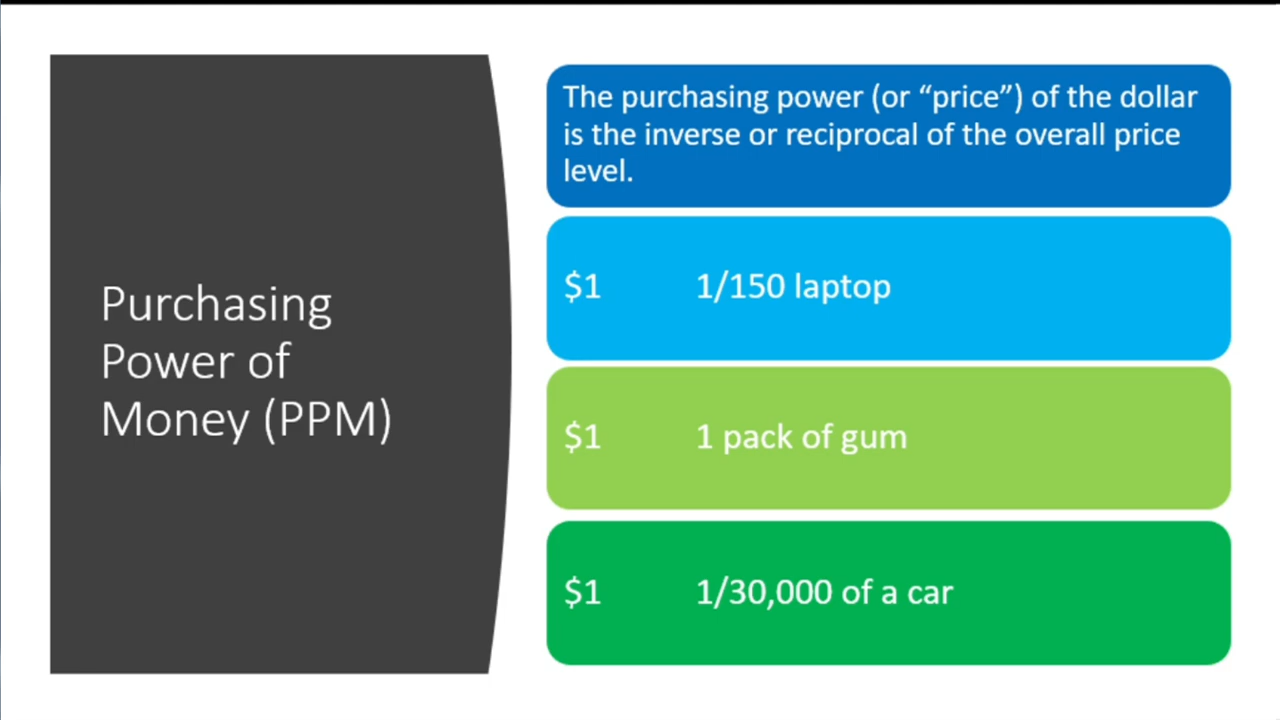 Purchasing
Power of
Money (PPM)
The purchasing power (or “price”) of the dollar
is the inverse or reciprocal of the overall price
level.
$1 1/150 laptop
$1 1 pack of gum
$1 1/30,000 of a car